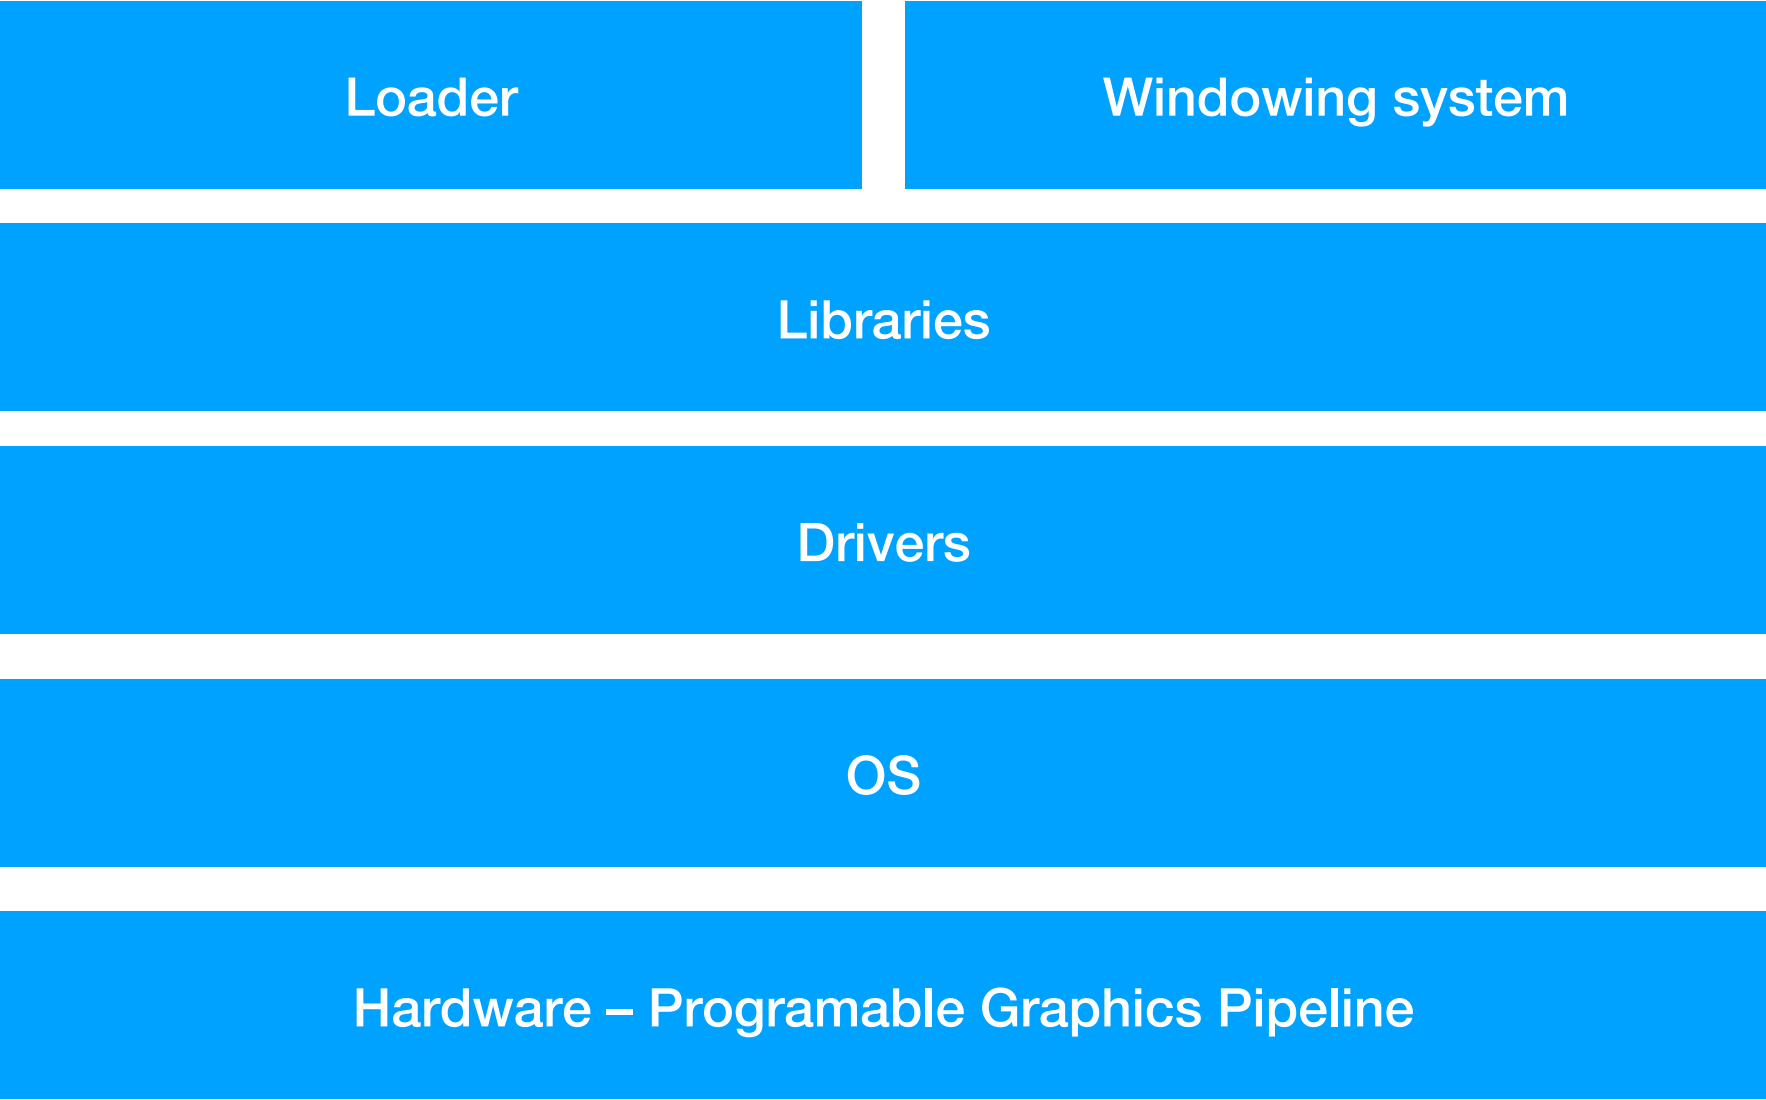 Loader
Windowing system
Libraries
Drivers
OS
Hardware – Programable Graphics Pipeline